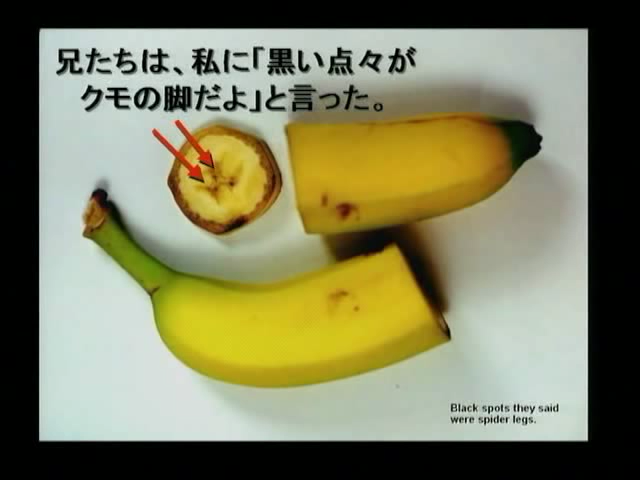 兄たちは、私に「黒い点々が
クモの脚だよ」と言った。
Black spots they said
were spider legs.